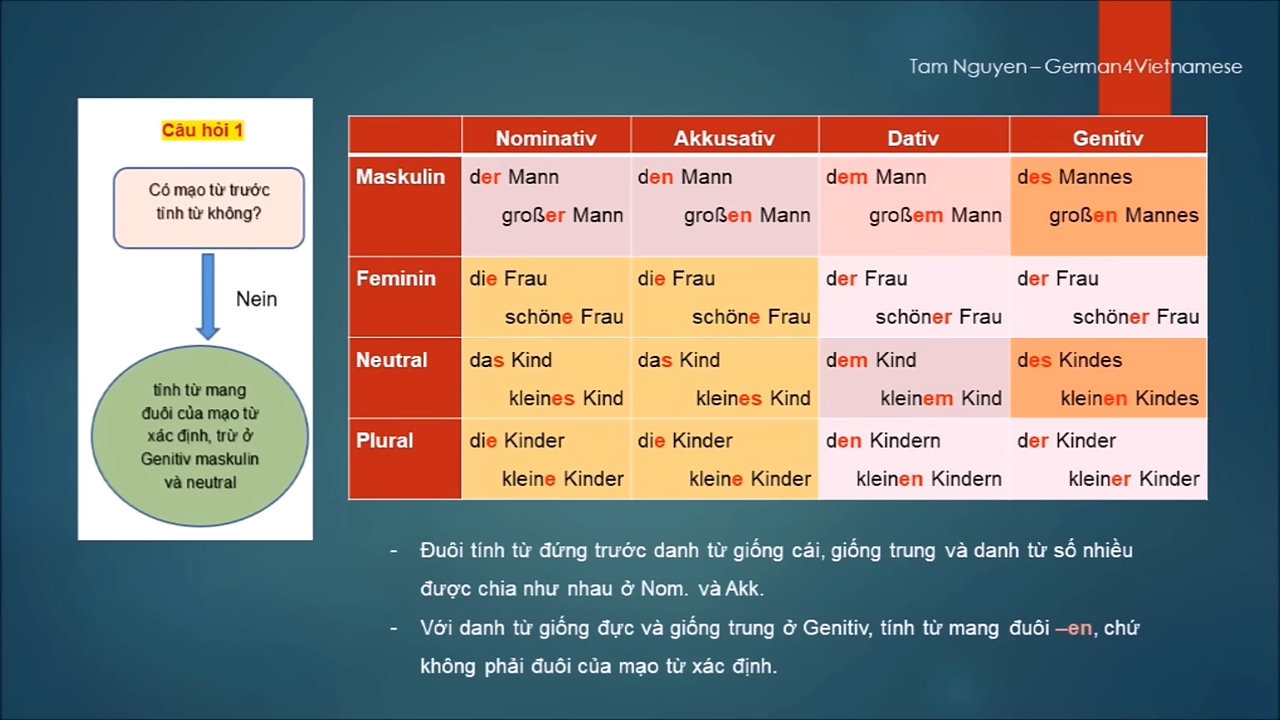 Tam Nguyen – German4Vietnamese
Câu hỏi 1
Có mạo từ trước
tính từ không?
Nein
tính từ mang
đuôi của mạo từ
xác định, trừ ở
Genitiv maskulin
và neutral
Nominativ Akkusativ Dativ Genitiv
Maskulin der Mann den Mann dem Mann des Mannes
großer Mann großen Mann großem Mann großen Mannes
Feminin die Frau die Frau der Frau der Frau
schöne Frau schöne Frau schöner Frau schöner Frau
Neutral das Kind das Kind dem Kind des Kindes
kleines Kind kleines Kind kleinem Kind kleinen Kindes
Plural die Kinder die Kinder den Kindern der Kinder
kleine Kinder kleine Kinder kleinen Kindern kleiner Kinder
- Đuôi tính từ đứng trước danh từ giống cái, giống trung và danh từ số nhiều
được chia như nhau ở Nom. và Akk.
- Với danh từ giống đực và giống trung ở Genitiv, tính từ mang đuôi –en, chứ
không phải đuôi của mạo từ xác định.